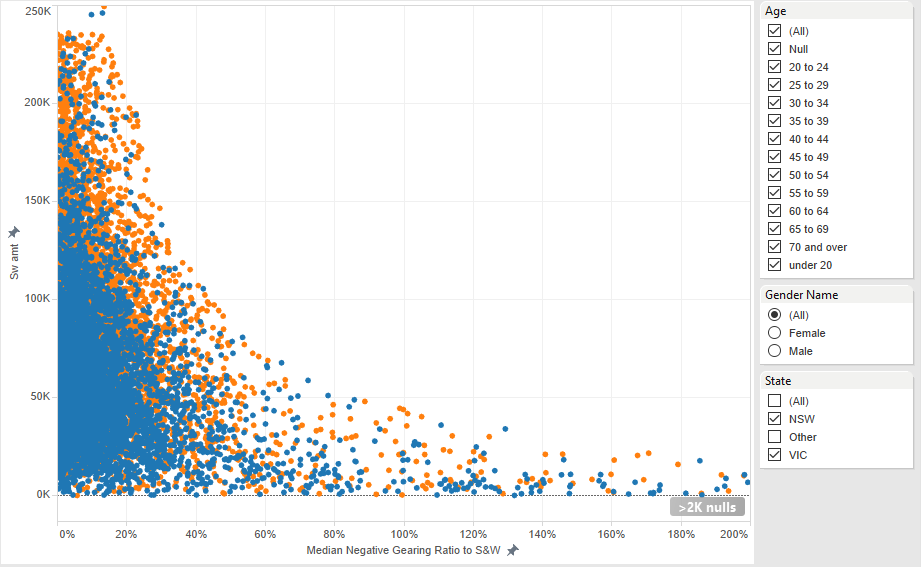 250K
200K
150K
100K
50K
0K
Sw amt
0%
20%
40%
60%
80%
100%
120%
140%
160%
180%
200%
Median Negative Gearing Ratio to S&W
>2K nulls
Age
(All)
Null
20 to 24
25 to 29
30 to 34
35 to 39
40 to 44
45 to 49
50 to 54
55 to 59
60 to 64
65 to 69
70 and over
under 20
Gender Name
(All)
Female
Male
State
(All)
NSW
Other
VIC